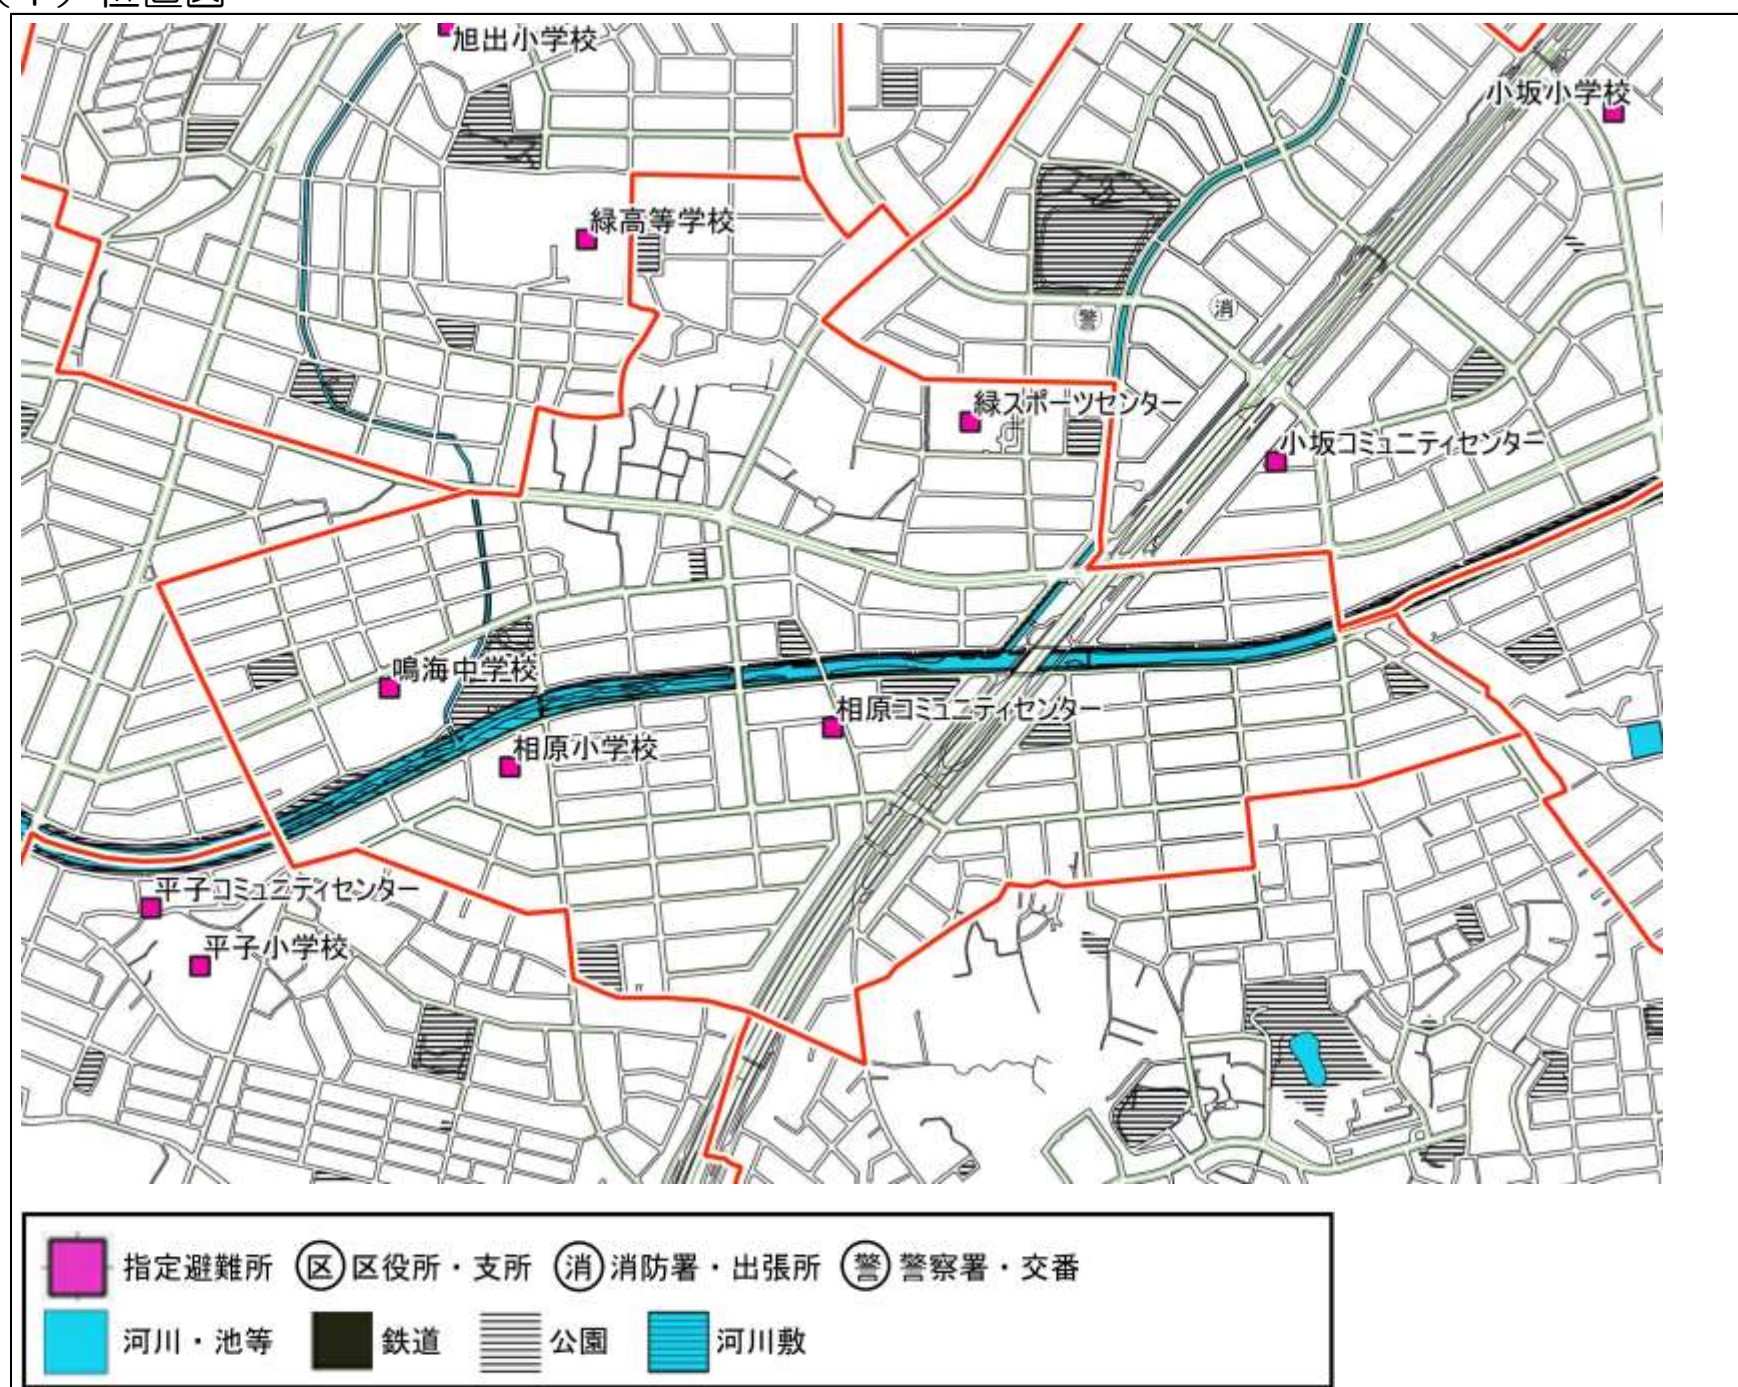 (イ) 位置図
旭出小学校
小坂小学校
緑高等学校
消
警
緑スポーツセンター
小坂コミュニティセンター
鳴海中学校
相原コミュニティセンター
相原小学校
平子コミュニティセンター
平子小学校
指定避難所 区 区役所・支所 消 消防署・出張所 警 警察署・交番
河川・池等 鉄道 公園 河川敷